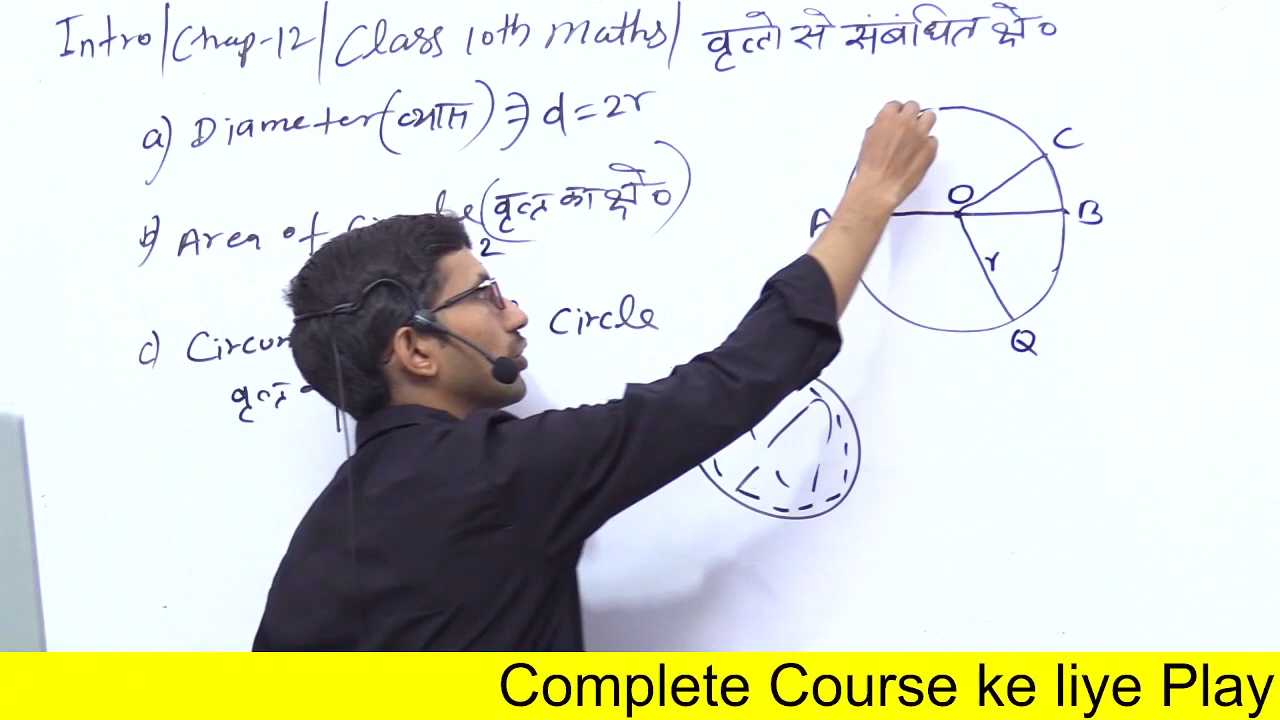 Intro/Chap-12/Class 10th Maths/ वृत्तो से संबंधित क्षे०
a) Diameter (व्यास) ⇒ d = 2r
b) Area of (वृत्त का क्षे०)
2
c) Circle
वृत्त
A
O
C
B
r
Q
Complete Course ke liye Play